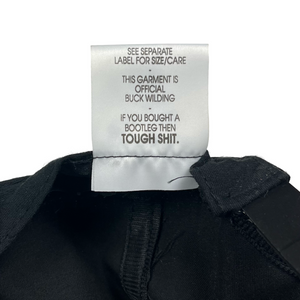 SEE SEPARATE
LABEL FOR SIZE/CARE
-
THIS GARMENT IS
OFFICIAL
BUCK WILDING
-
IF YOU BOUGHT A
BOOTLEG THEN
TOUGH SHIT.